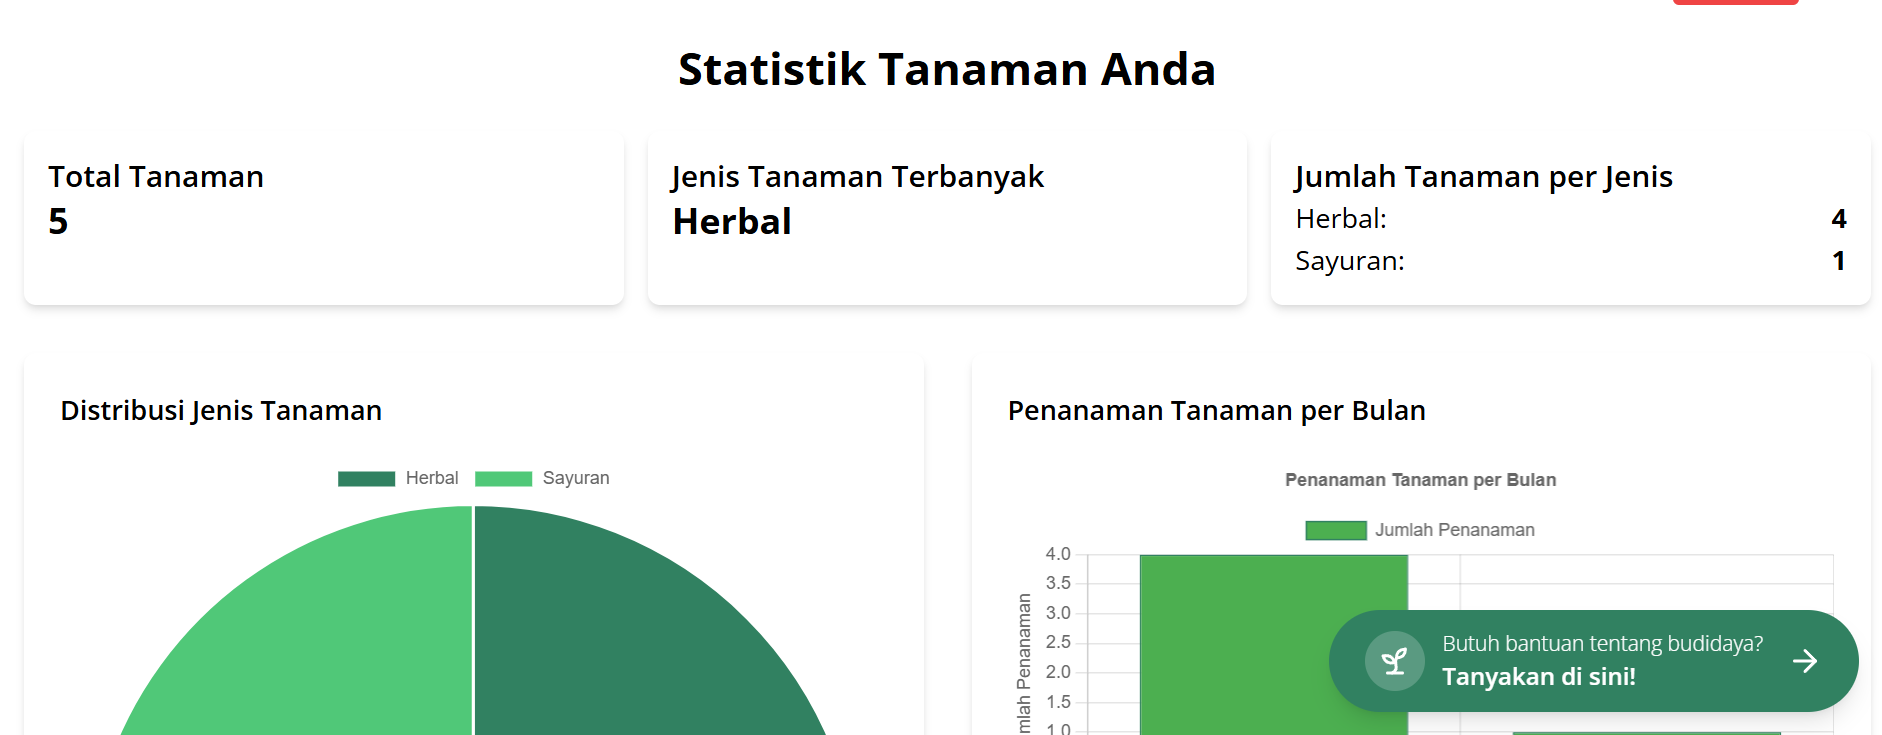 Statistik Tanaman Anda
Total Tanaman
5
Jenis Tanaman Terbanyak
Herbal
Jumlah Tanaman per Jenis
Herbal: 4
Sayuran: 1
Distribusi Jenis Tanaman
Herbal Sayuran
Penanaman Tanaman per Bulan
Penanaman Tanaman per Bulan
Jumlah Penanaman
4.0
3.5
3.0
2.5
2.0
1.5
1.0
mlah Penanaman
Butuh bantuan tentang budidaya?
Tanyakan di sini!